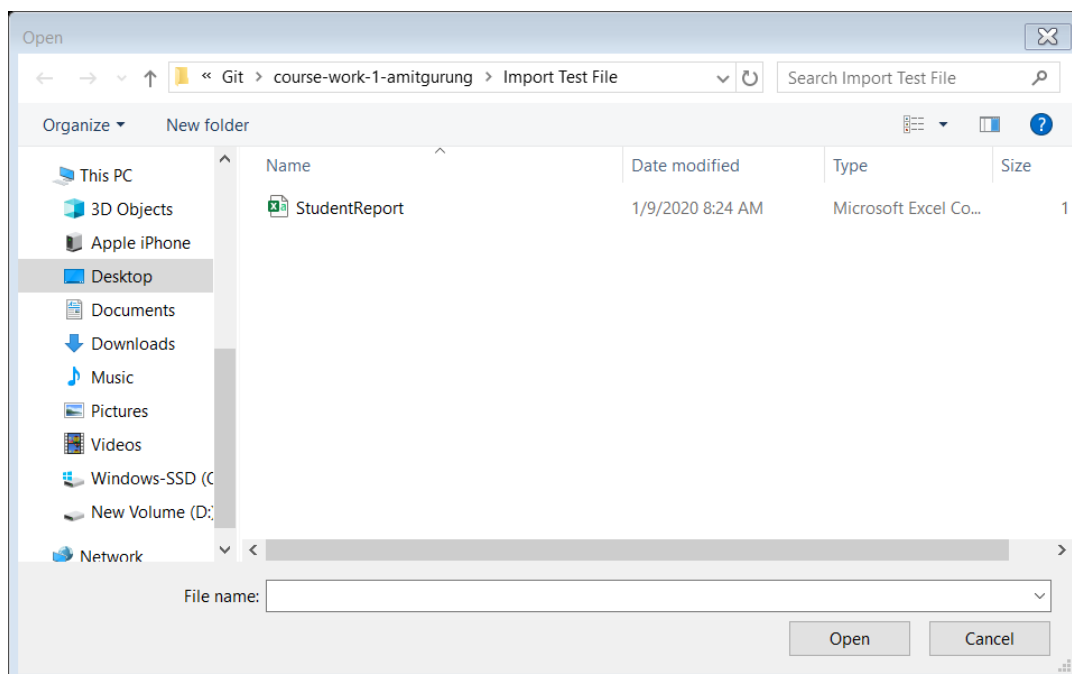 Open
« Git > course-work-1-amitgurung > Import Test File
Search Import Test File
Organize
New folder
?
Name
Date modified
Type
Size
This PC
3D Objects
Apple iPhone
Desktop
Documents
Downloads
Music
Pictures
Videos
Windows-SSD (C
New Volume (D:
Network
StudentReport 1/9/2020 8:24 AM Microsoft Excel Co... 1
File name:
Open
Cancel